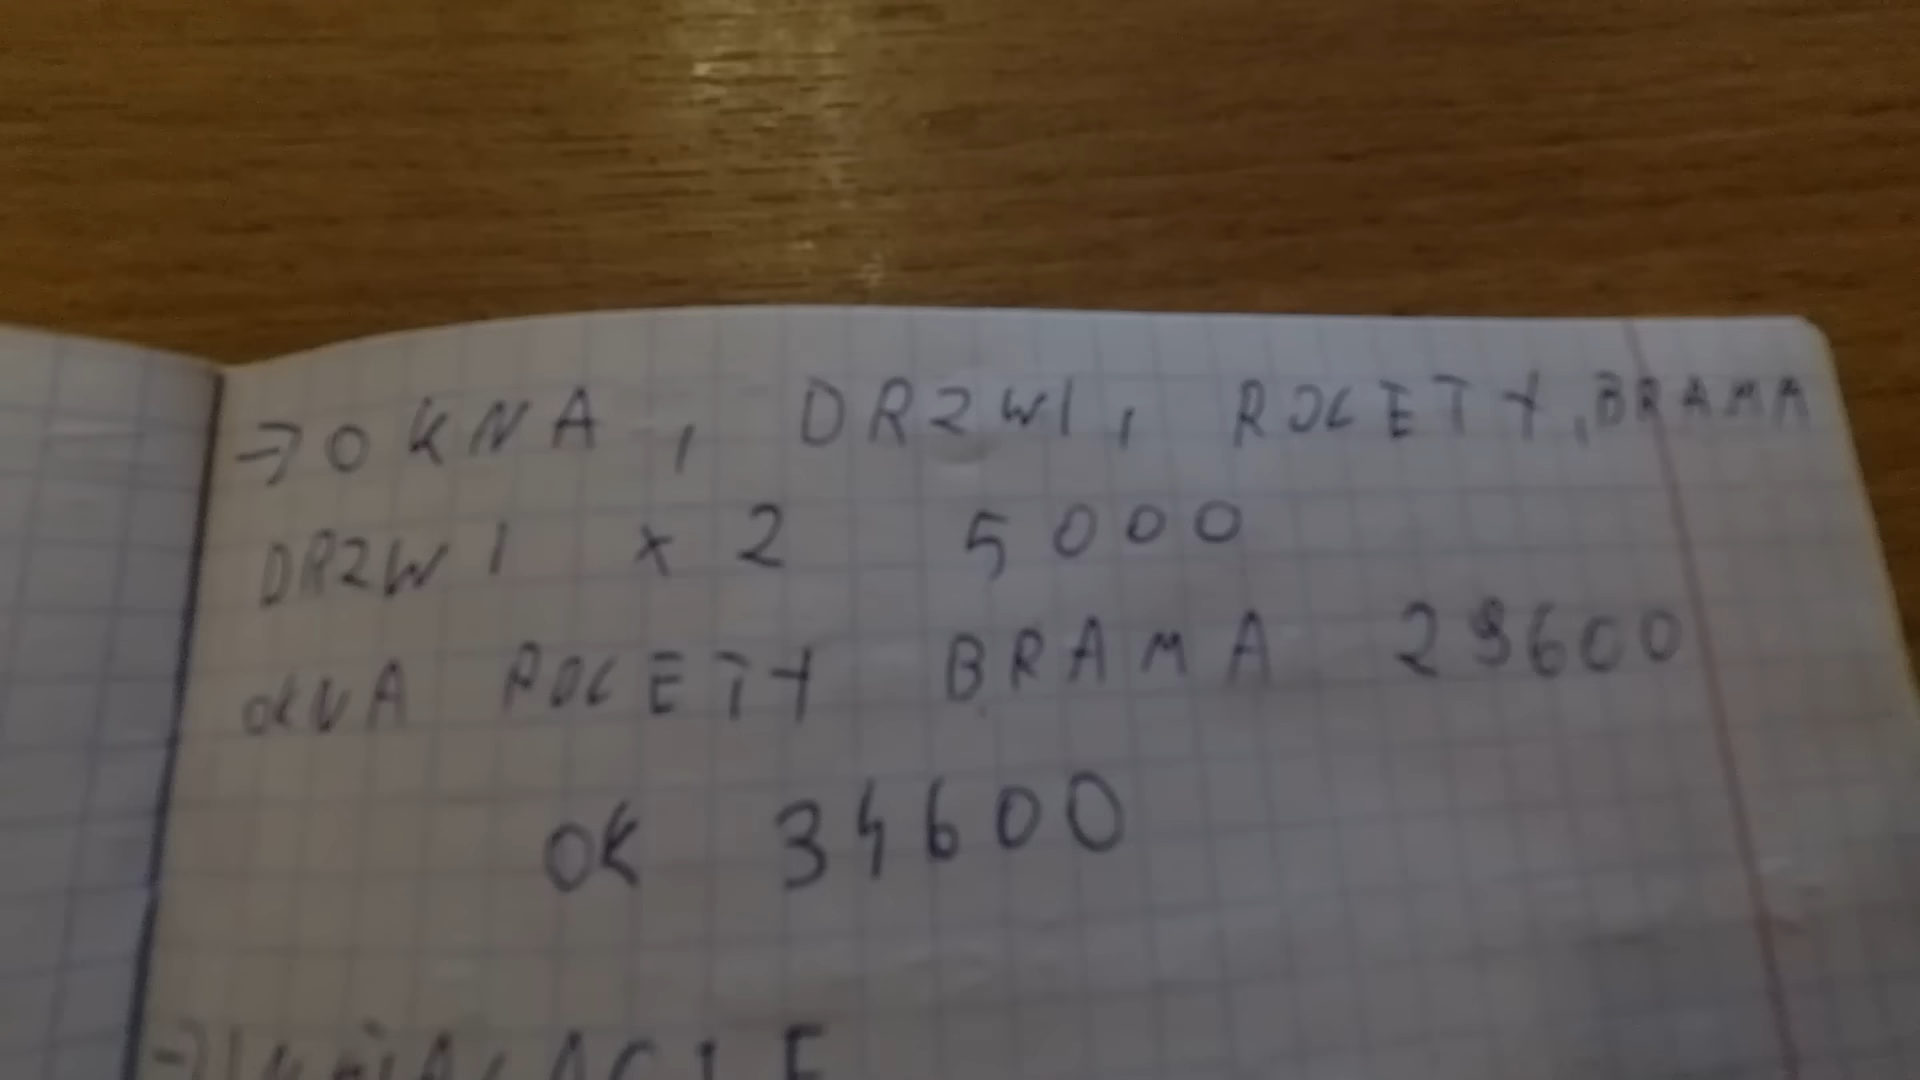 → OKNA, DRZWI, ROLETY, BRAMA
DRZWI x 2 5000
OKNA ROLETY BRAMA 29600
OK 34600